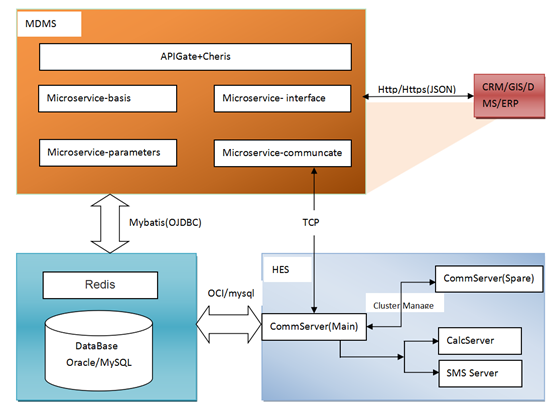 MDMS
APIGate+Cheris
Microservice-basis
Microservice- interface
Microservice-parameters
Microservice-communcate
Http/Https(JSON)
CRM/GIS/D
MS/ERP
Mybatis(OJDBC)
TCP
Redis
DataBase
Oracle/MySQL
OCI/mysql
HES
CommServer(Spare)
Cluster Manage
CommServer(Main)
CalcServer
SMS Server